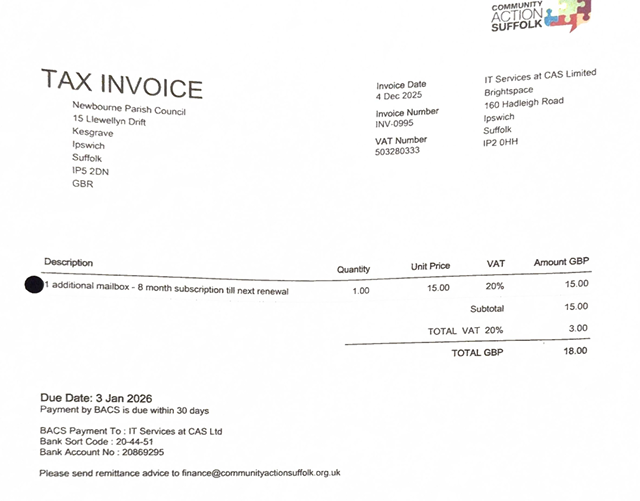 COMMUNITY
ACTION
SUFFOLK
TAX INVOICE
Newbourne Parish Council
15 Llewellyn Drift
Kesgrave
Ipswich
Suffolk
IP5 2DN
GBR
Invoice Date
4 Dec 2025
Invoice Number
INV-0995
VAT Number
503280333
IT Services at CAS Limited
Brightspace
160 Hadleigh Road
Ipswich
Suffolk
IP2 0HH
Description Quantity Unit Price VAT Amount GBP
1 additional mailbox - 8 month subscription till next renewal 1.00 15.00 20% 15.00
Subtotal 15.00
TOTAL VAT 20% 3.00
TOTAL GBP 18.00
Due Date: 3 Jan 2026
Payment by BACS is due within 30 days
BACS Payment To : IT Services at CAS Ltd
Bank Sort Code : 20-44-51
Bank Account No : 20869295
Please send remittance advice to finance@communityactionsuffolk.org.uk